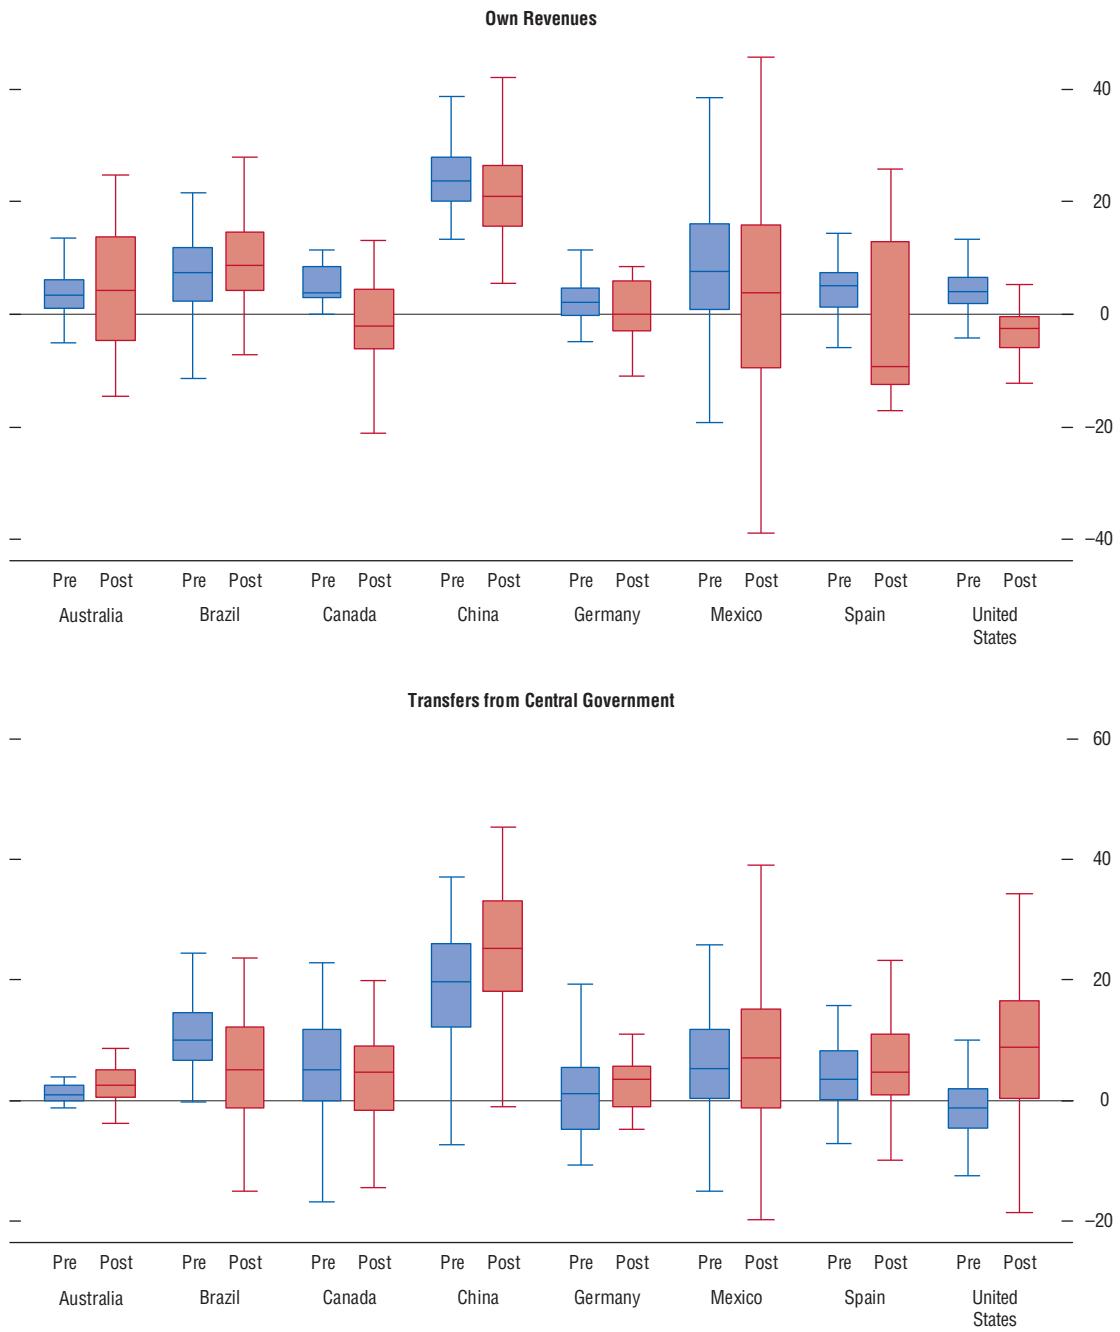 Own Revenues
40
20
0
–20
–40
Pre Post Pre Post Pre Post Pre Post Pre Post Pre Post Pre Post Pre Post
Australia Brazil Canada China Germany Mexico Spain United
States
Transfers from Central Government
60
40
20
0
–20
Pre Post Pre Post Pre Post Pre Post Pre Post Pre Post Pre Post Pre Post
Australia Brazil Canada China Germany Mexico Spain United
States